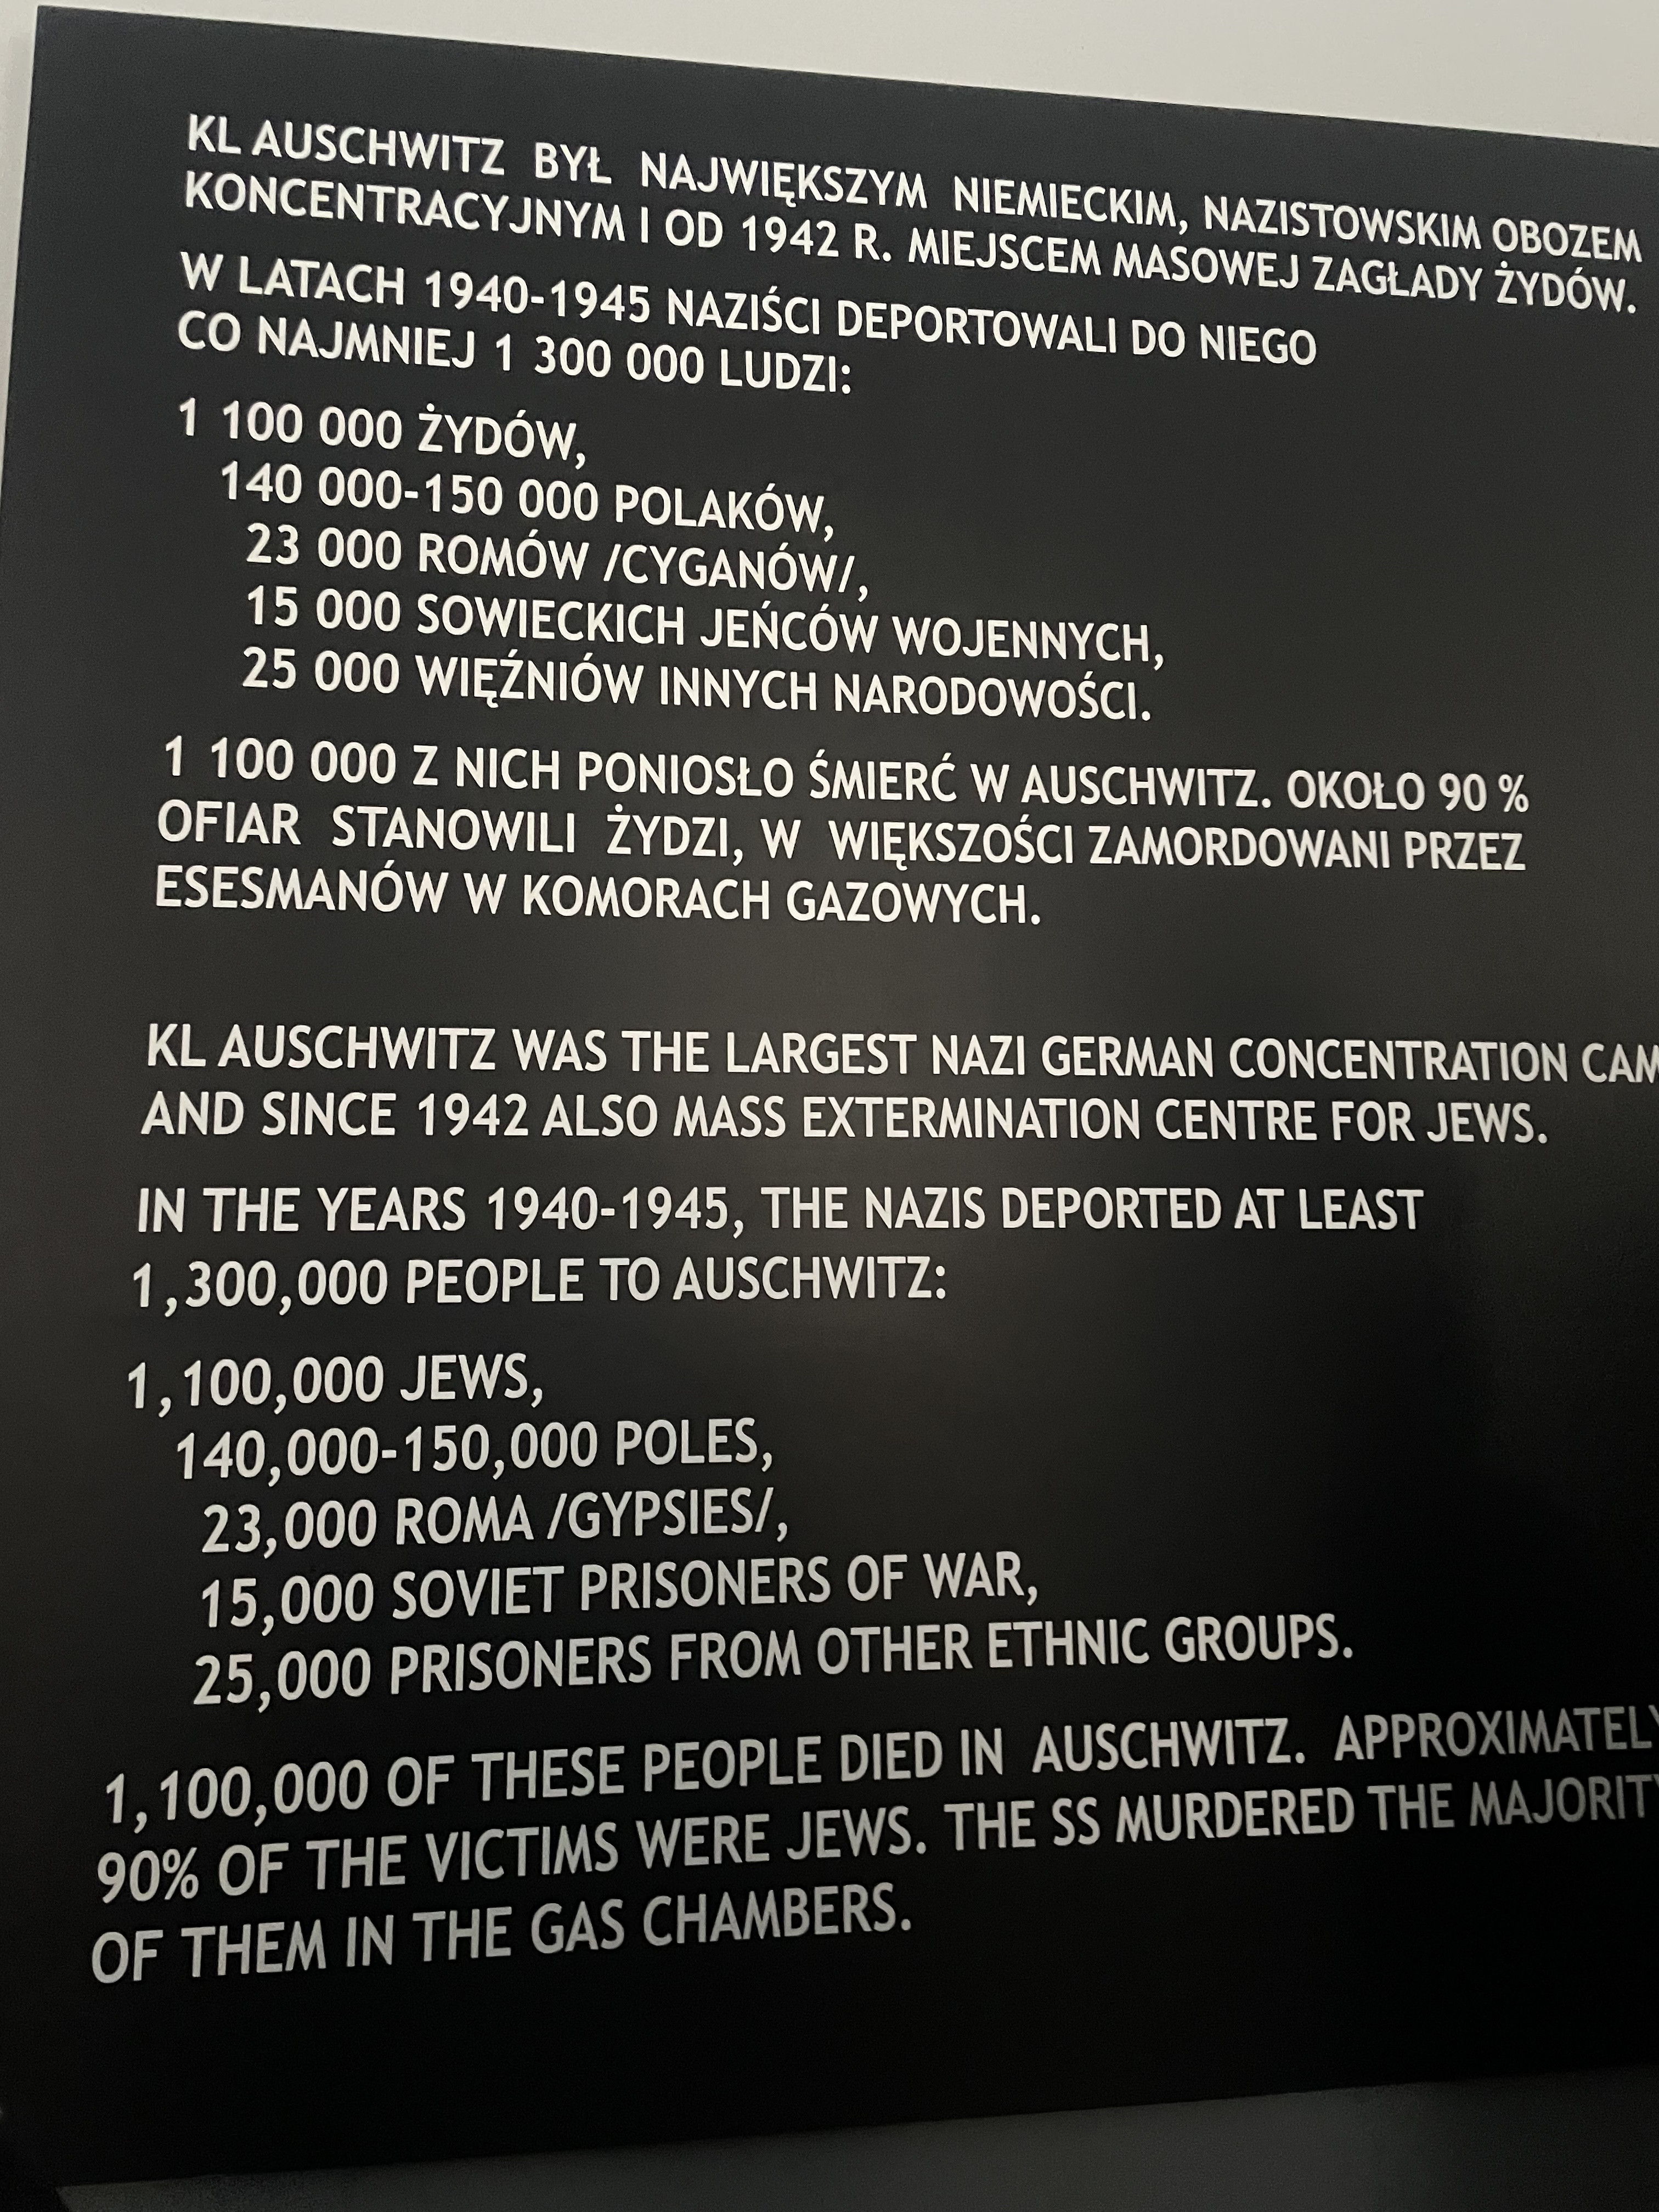 KL AUSCHWITZ BYŁ NAJWIĘKSZYM NIEMIECKIM, NAZISTOWSKIM OBOZEM
KONCENTRACYJNYM I OD 1942 R. MIEJSCEM MASOWEJ ZAGŁADY ŻYDÓW.
W LATACH 1940-1945 NAZIŚCI DEPORTOWALI DO NIEGO
CO NAJMNIEJ 1 300 000 LUDZI:
1 100 000 ŻYDÓW,
140 000-150 000 POLAKÓW,
23 000 ROMÓW /CYGANÓW/,
15 000 SOWIECKICH JEŃCÓW WOJENNYCH,
25 000 WIĘŹNIÓW INNYCH NARODOWOŚCI.
1 100 000 Z NICH PONIOSŁO ŚMIERĆ W AUSCHWITZ. OKOŁO 90 %
OFIAR STANOWILI ŻYDZI, W WIĘKSZOŚCI ZAMORDOWANI PRZEZ
ESESMANÓW W KOMORACH GAZOWYCH.
KL AUSCHWITZ WAS THE LARGEST NAZI GERMAN CONCENTRATION CAM
AND SINCE 1942 ALSO MASS EXTERMINATION CENTRE FOR JEWS.
IN THE YEARS 1940-1945, THE NAZIS DEPORTED AT LEAST
1,300,000 PEOPLE TO AUSCHWITZ:
1,100,000 JEWS,
140,000-150,000 POLES,
23,000 ROMA /GYPSIES/,
15,000 SOVIET PRISONERS OF WAR,
25,000 PRISONERS FROM OTHER ETHNIC GROUPS.
1,100,000 OF THESE PEOPLE DIED IN AUSCHWITZ. APPROXIMATELY
90% OF THE VICTIMS WERE JEWS. THE SS MURDERED THE MAJORITY
OF THEM IN THE GAS CHAMBERS.